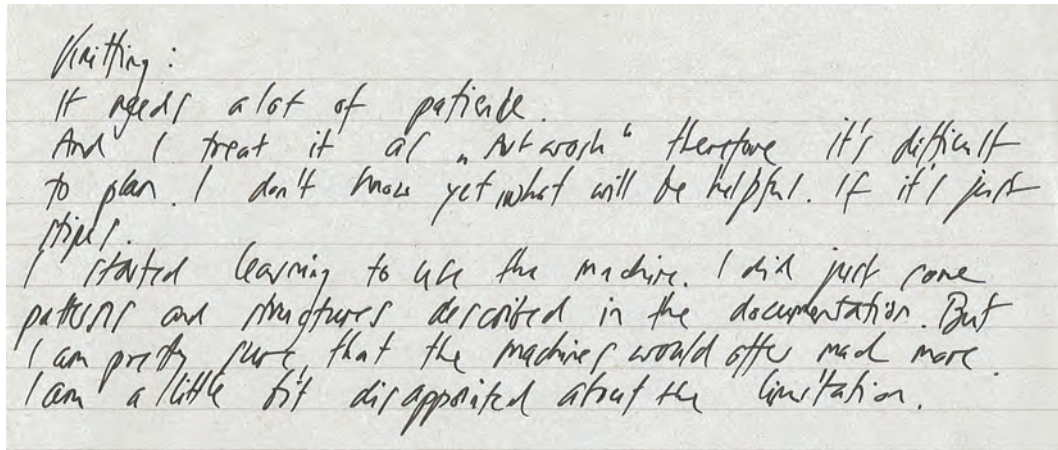 Knitting :
It needs a lot of patience.
And I treat it as „Artwork“ therefore it's difficult
to plan. I don't know yet what will be helpful. If it's just
stripes.
I started learning to use the machine. I did just some
patterns and structures described in the documentation. But
I am pretty sure, that the machines would offer much more.
I am a little bit disappointed about the limitation.